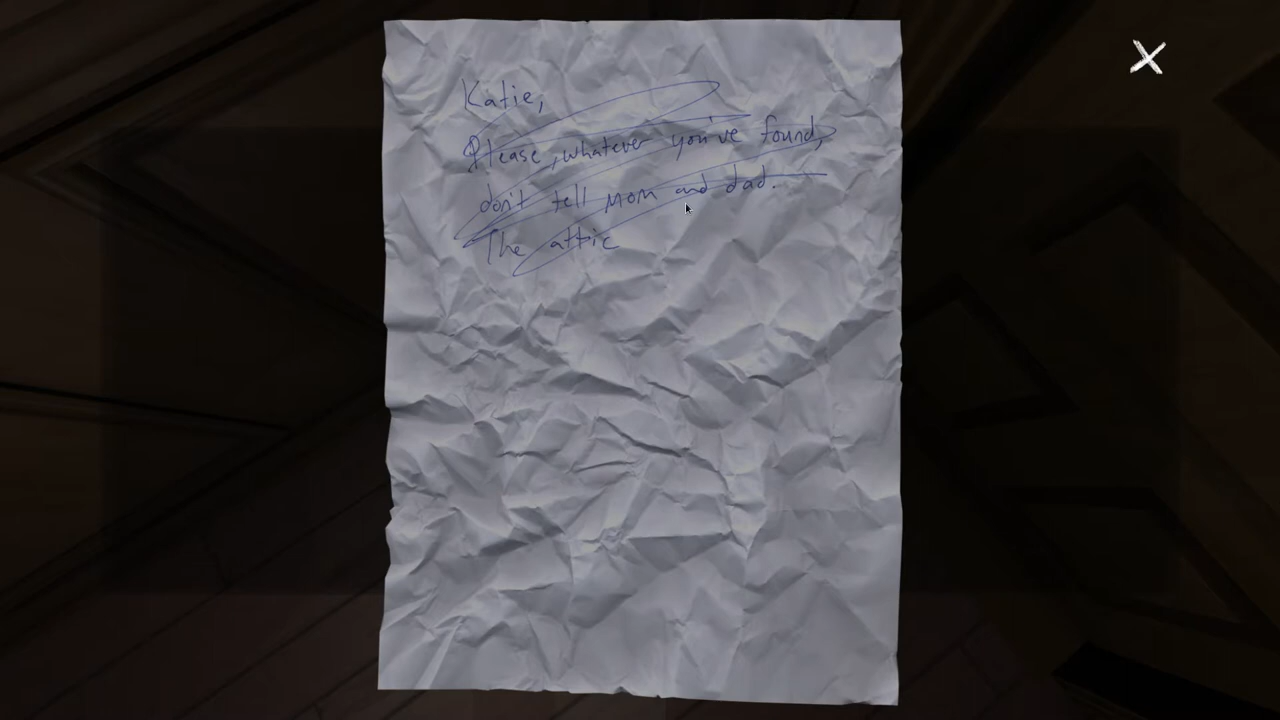 Katie,
Please, whatever you've found,
don't tell Mom and dad.
The attic